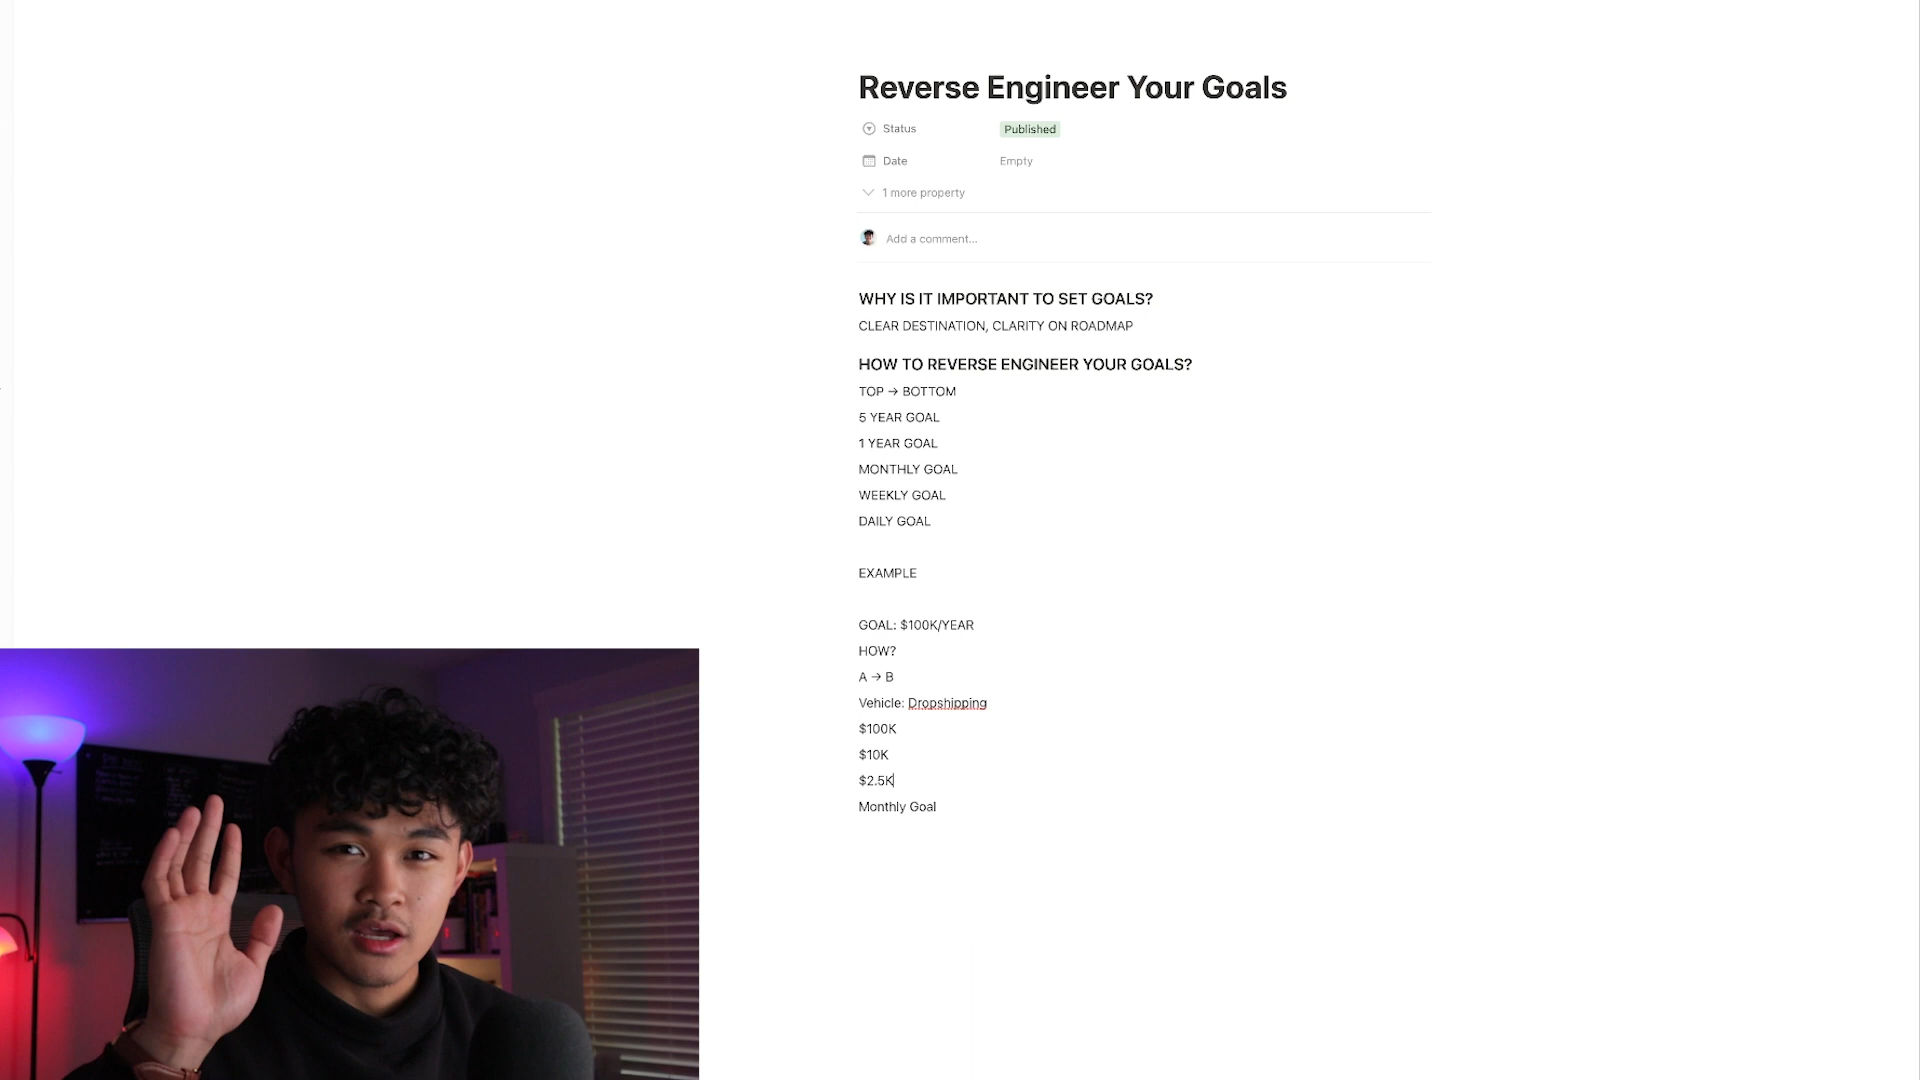 Reverse Engineer Your Goals
Status Published
Date Empty
1 more property
Add a comment...
WHY IS IT IMPORTANT TO SET GOALS?
CLEAR DESTINATION, CLARITY ON ROADMAP
HOW TO REVERSE ENGINEER YOUR GOALS?
TOP → BOTTOM
5 YEAR GOAL
1 YEAR GOAL
MONTHLY GOAL
WEEKLY GOAL
DAILY GOAL
EXAMPLE
GOAL: $100K/YEAR
HOW?
A → B
Vehicle: Dropshipping
$100K
$10K
$2.5K
Monthly Goal